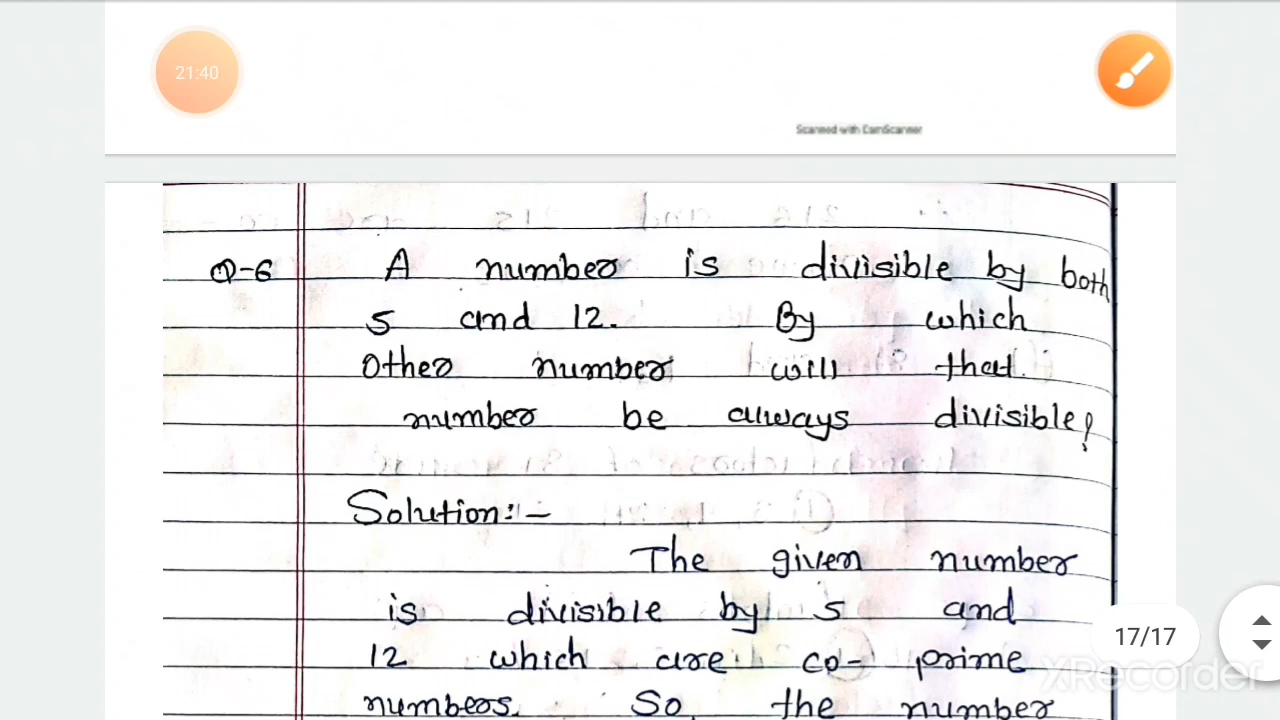 21:40
Scanned with CamScanner
Q-6 A number is divisible by both
5 and 12. By which
Other number will that
number be always divisible?
Solution:-
The given number
is divisible by 5 and
12 which are co-prime
numbers. So, the number
17/17
XRecorder